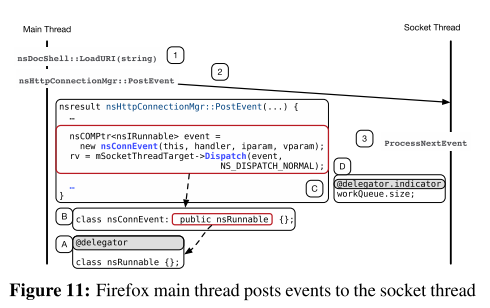 Main Thread
Socket Thread
nsDocShell::LoadURI(string)
1
nsHttpConnectionMgr::PostEvent
2
nsresult nsHttpConnectionMgr::PostEvent(...) {
…
nsCOMPtr<nsIRunnable> event =
new nsConnEvent(this, handler, iparam, vparam);
rv = mSocketThreadTarget->Dispatch(event,
NS_DISPATCH_NORMAL);
…
}
C
3
ProcessNextEvent
D
@delegator.indicator
workQueue.size;
B
class nsConnEvent: public nsRunnable {};
A
@delegator
class nsRunnable {};
Figure 11: Firefox main thread posts events to the socket thread